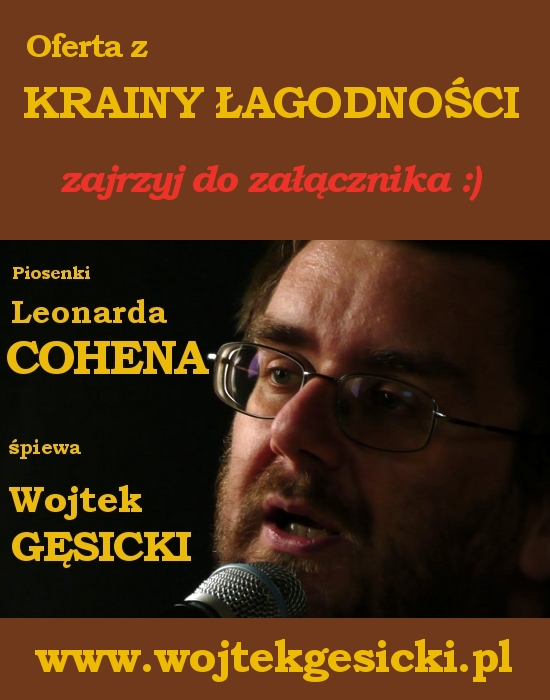 Oferta z
KRAINY ŁAGODNOŚCI
zajrzyj do załącznika :)
Piosenki
Leonarda
COHENA
śpiewa
Wojtek
GĘSICKI
www.wojtekgesicki.pl